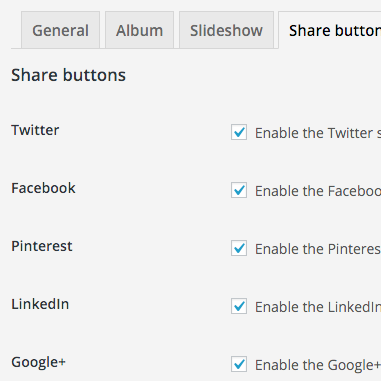 General Album Slideshow Share button
Share buttons
Twitter Enable the Twitter s
Facebook Enable the Faceboo
Pinterest Enable the Pinteres
LinkedIn Enable the LinkedIn
Google+ Enable the Google+